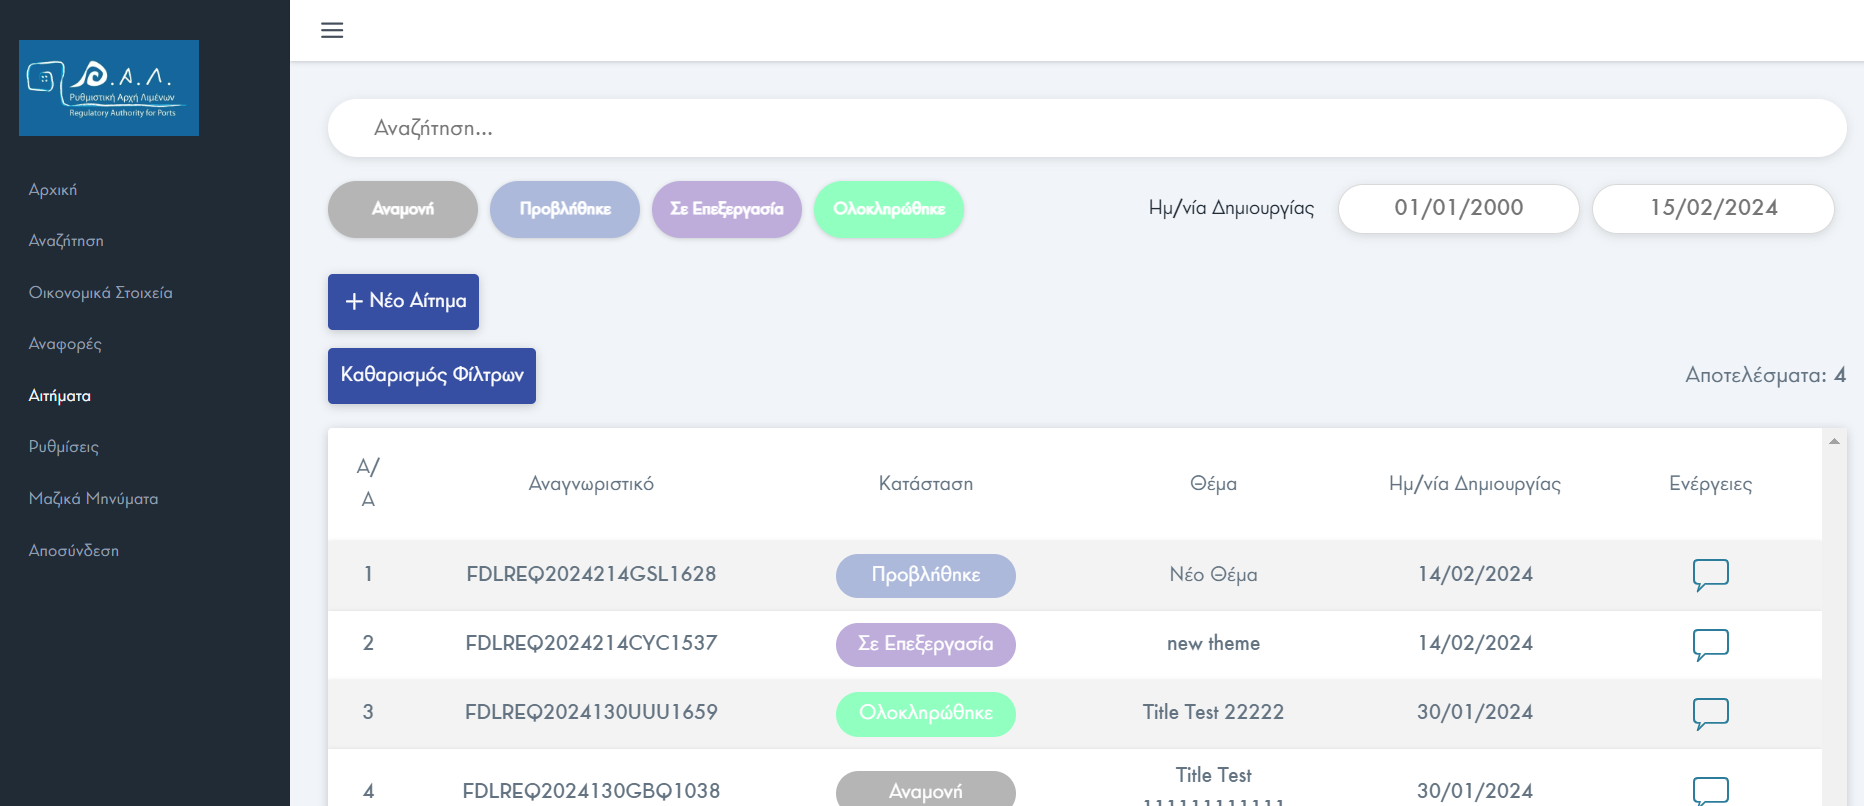 Ρ.Α.Λ.
Ρυθμιστική Αρχή Λιμένων
Regulatory Authority for Ports
Αρχική
Αναζήτηση
Οικονομικά Στοιχεία
Αναφορές
Αιτήματα
Ρυθμίσεις
Μαζικά Μηνύματα
Αποσύνδεση
Αναζήτηση...
Αναμονή Προβλήθηκε Σε Επεξεργασία Ολοκληρώθηκε Ημ/νία Δημιουργίας 01/01/2000 15/02/2024
+ Νέο Αίτημα
Καθαρισμός Φίλτρων Αποτελέσματα: 4
Α/Α Αναγνωριστικό Κατάσταση Θέμα Ημ/νία Δημιουργίας Ενέργειες
1 FDLREQ2024214GSL1628 Προβλήθηκε Νέο Θέμα 14/02/2024
2 FDLREQ2024214CYC1537 Σε Επεξεργασία new theme 14/02/2024
3 FDLREQ2024130UUU1659 Ολοκληρώθηκε Title Test 22222 30/01/2024
4 FDLREQ2024130GBQ1038 Αναμονή Title Test 30/01/2024